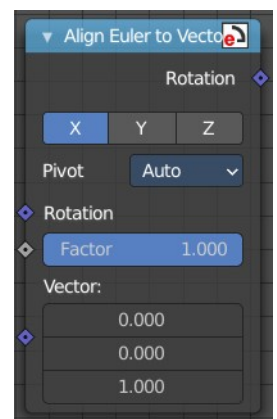 Align Euler to Vecto
e
Rotation
X Y Z
Pivot Auto
Rotation
Factor 1.000
Vector:
0.000
0.000
1.000